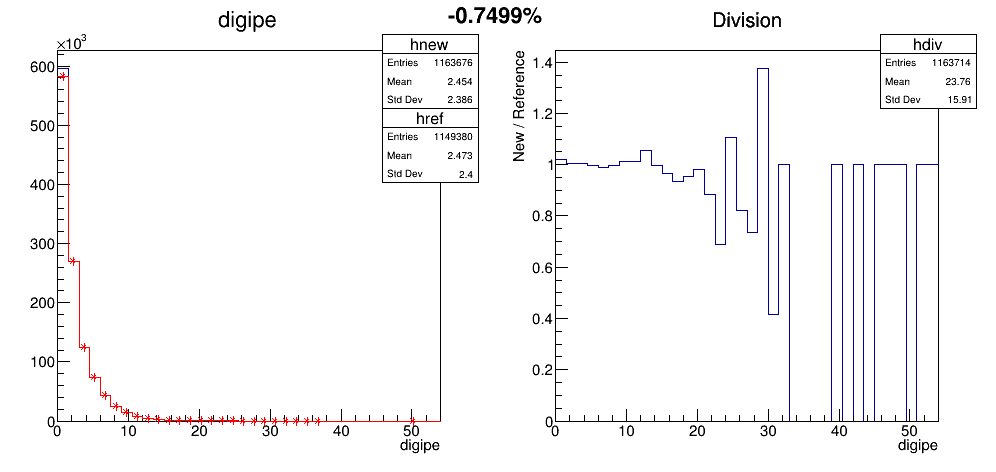 -0.7499%
digipe
×10³
hnew
Entries 1163676
Mean 2.454
Std Dev 2.386
href
Entries 1149380
Mean 2.473
Std Dev 2.4
600
500
400
300
200
100
0
0 10 20 30 40 50
digipe
Division
hdiv
Entries 1163714
Mean 23.76
Std Dev 15.91
New / Reference
1.4
1.2
1
0.8
0.6
0.4
0.2
0
0 10 20 30 40 50
digipe